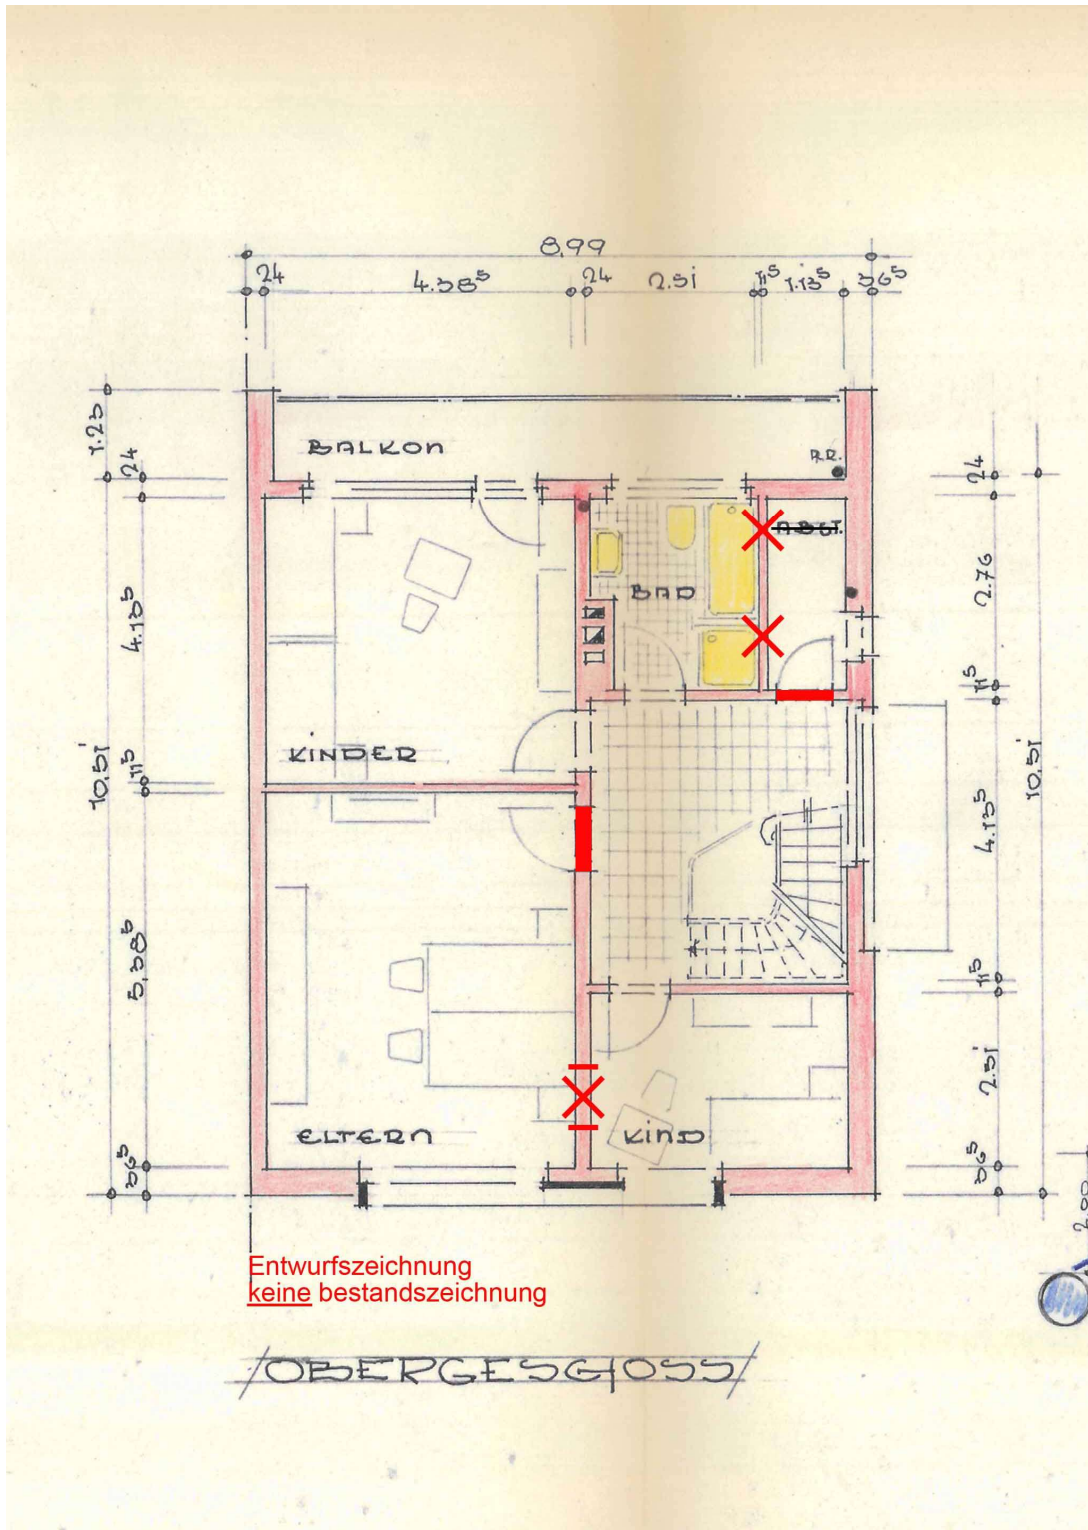 8.99
24 4.38⁵ 24 2.51 11⁵ 1.13⁵ 36⁵
1.23
24
4.13⁵
11⁵
10.51
5.38⁵
36⁵
BALKON
R.R.
ABST.
BAD
KINDER
ELTERN
KIND
24
2.76
11⁵
4.13⁵
10.51
11⁵
2.51
36⁵
Entwurfszeichnung
keine bestandszeichnung
OBERGESCHOSS